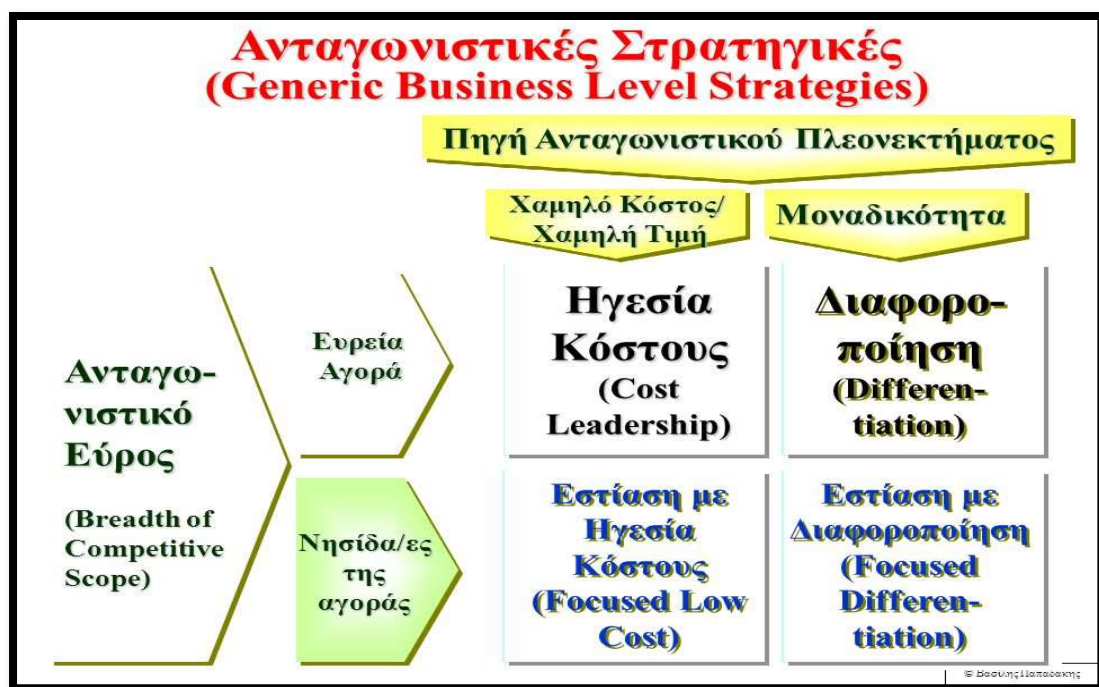 Ανταγωνιστικές Στρατηγικές
(Generic Business Level Strategies)
Πηγή Ανταγωνιστικού Πλεονεκτήματος
Χαμηλό Κόστος/
Χαμηλή Τιμή
Μοναδικότητα
Ανταγω-
νιστικό
Εύρος
(Breadth of
Competitive
Scope)
Ευρεία
Αγορά
Ηγεσία
Κόστους
(Cost
Leadership)
Διαφορο-
ποίηση
(Differen-
tiation)
Νησίδα/ες
της
αγοράς
Εστίαση με
Ηγεσία
Κόστους
(Focused Low
Cost)
Εστίαση με
Διαφοροποίηση
(Focused
Differen-
tiation)
© Βασίλης Παπαδάκης